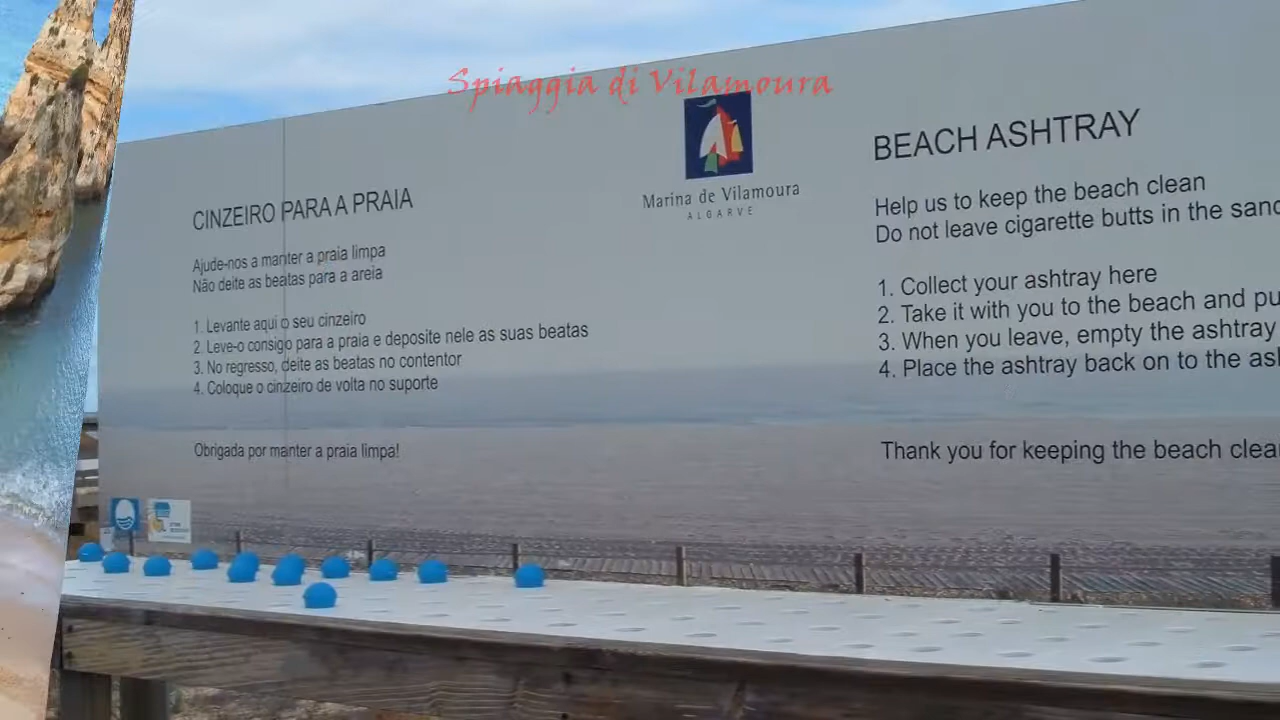 Spiaggia di Vilamoura
Marina de Vilamoura
ALGARVE
CINZEIRO PARA A PRAIA
Ajude-nos a manter a praia limpa
Não deite as beatas para a areia
1. Levante aqui o seu cinzeiro
2. Leve-o consigo para a praia e deposite nele as suas beatas
3. No regresso, deite as beatas no contentor
4. Coloque o cinzeiro de volta no suporte
Obrigada por manter a praia limpa!
BEACH ASHTRAY
Help us to keep the beach clean
Do not leave cigarette butts in the sand
1. Collect your ashtray here
2. Take it with you to the beach and pu
3. When you leave, empty the ashtray
4. Place the ashtray back on to the as
Thank you for keeping the beach clea